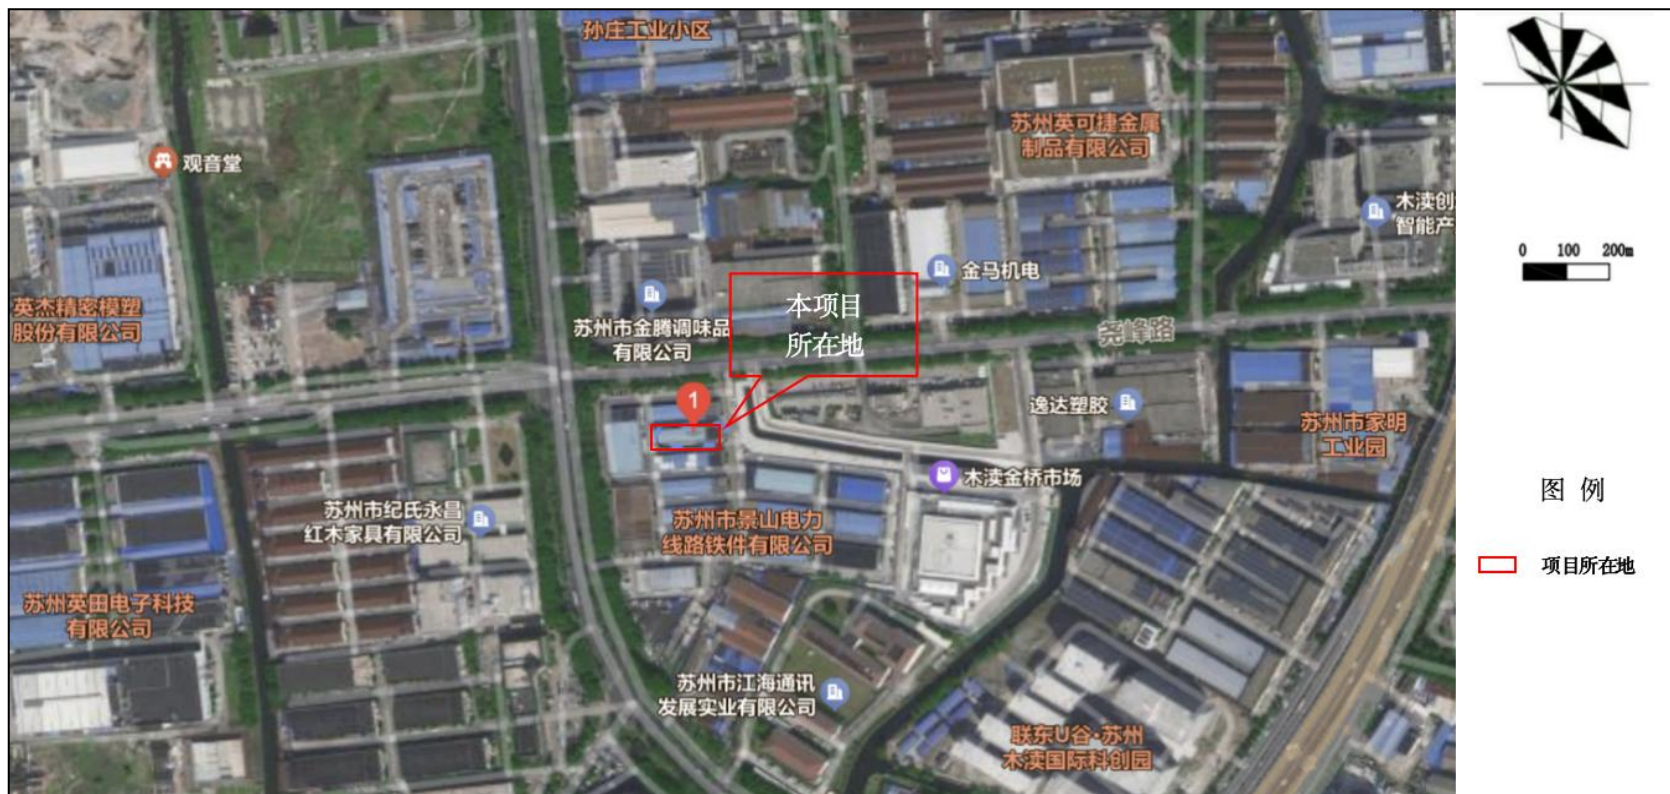 孙庄工业小区
苏州英可捷金属
制品有限公司
观音堂
木渎创
智能产
0 100 200m
金马机电
英杰精密模塑
股份有限公司
苏州市金腾调味品
有限公司
本项目
所在地
尧峰路
1
逸达塑胶
苏州市家明
工业园
木渎金桥市场
图 例
苏州市纪氏永昌
红木家具有限公司
苏州市景山电力
线路铁件有限公司
项目所在地
苏州英田电子科技
有限公司
苏州市江海通讯
发展实业有限公司
联东U谷·苏州
木渎国际科创园